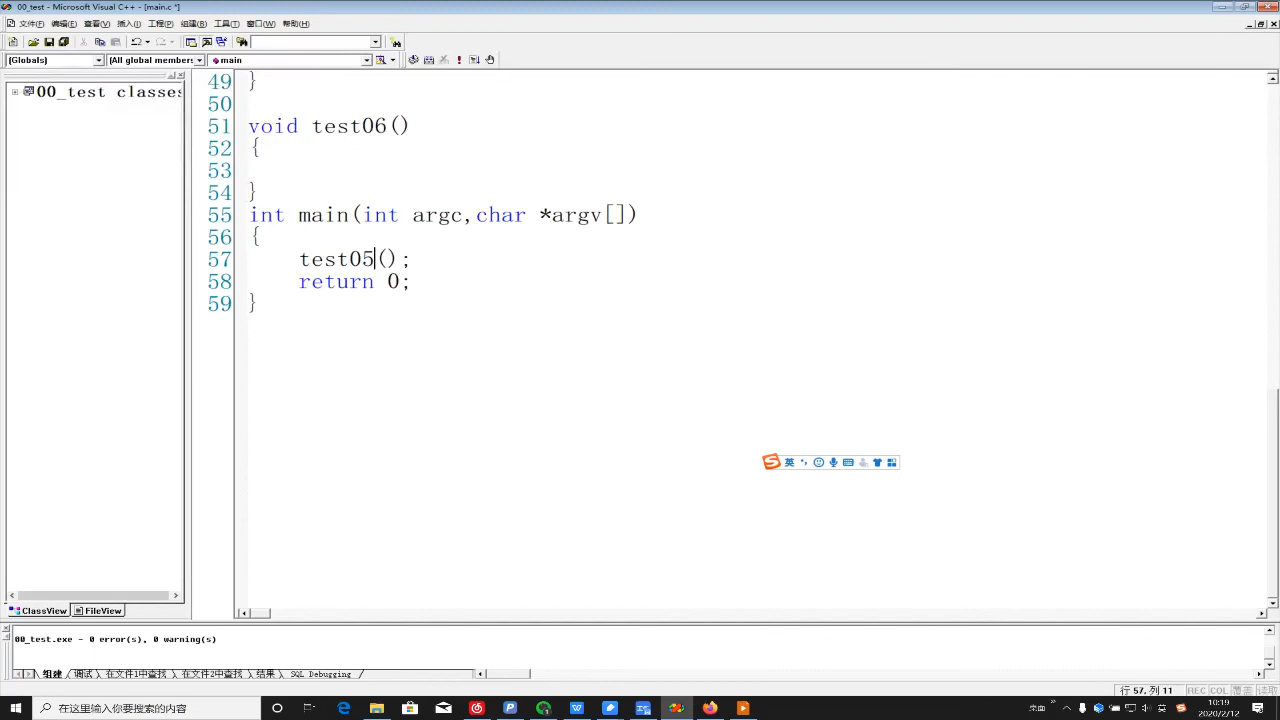 00_test - Microsoft Visual C++ - [main.c *]
文件(F) 编辑(E) 查看(V) 插入(I) 工程(P) 组建(B) 工具(T) 窗口(W) 帮助(H)
(Globals) (All global members main
00_test classes
49 }
50
51 void test06()
52 {
53
54 }
55 int main(int argc,char *argv[])
56 {
57 test05();
58 return 0;
59 }
英
ClassView FileView
00_test.exe - 0 error(s), 0 warning(s)
组建 调试 在文件1中查找 在文件2中查找 结果 SQL Debugging
行 57, 列 11 REC COL 覆盖 读取
在这里输入你要搜索的内容
英 10:19
2020/2/12